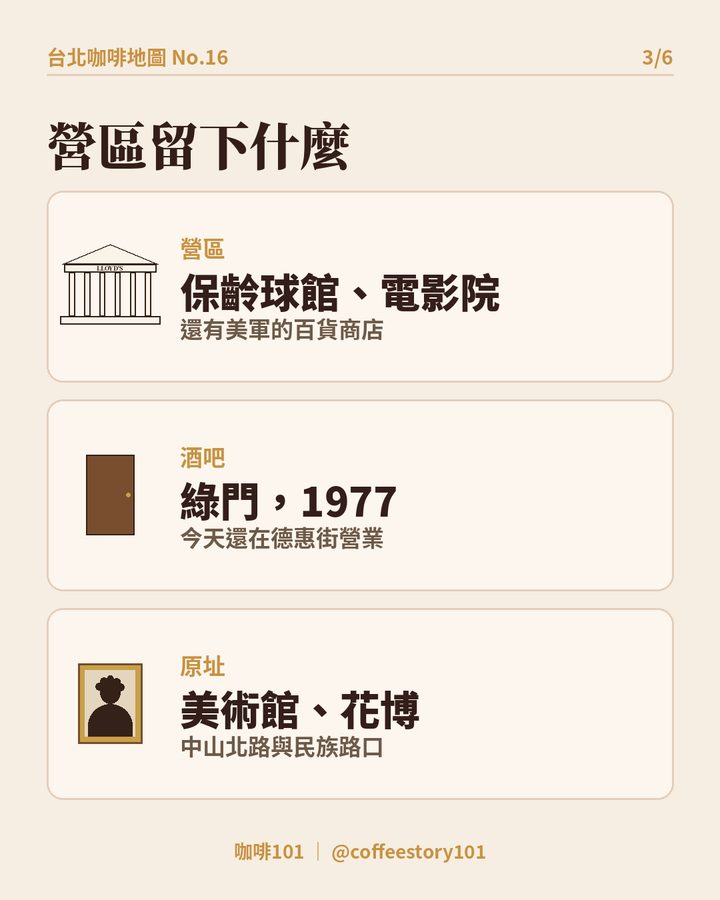 台北咖啡地圖 No.16
3/6
營區留下什麼
LLOYD'S
營區
保齡球館、電影院
還有美軍的百貨商店
酒吧
綠門，1977
今天還在德惠街營業
原址
美術館、花博
中山北路與民族路口
咖啡101｜@coffeestory101